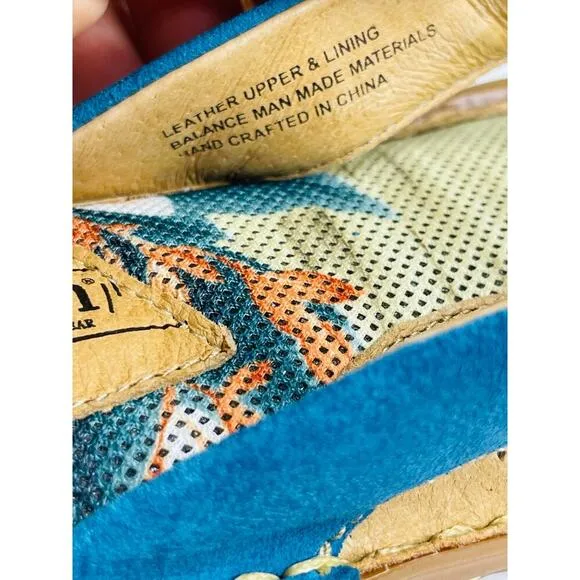 LEATHER UPPER & LINING
BALANCE MAN MADE MATERIALS
HAND CRAFTED IN CHINA